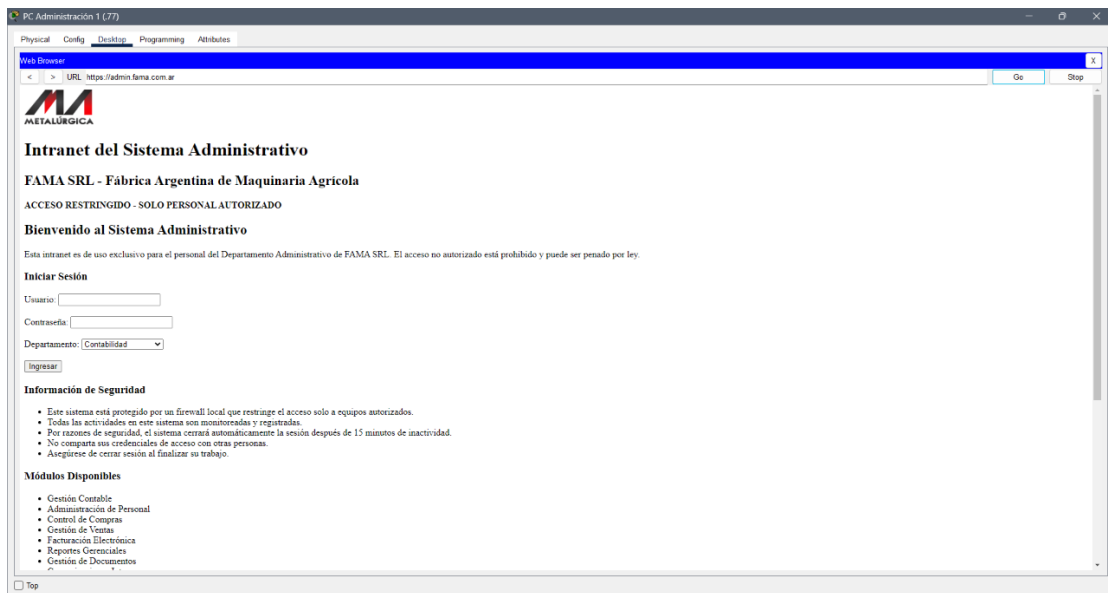 PC Administración 1 (.77)
Physical Config Desktop Programming Attributes
Web Browser X
< > URL https://admin.fama.com.ar Go Stop
METALÚRGICA
Intranet del Sistema Administrativo
FAMA SRL - Fábrica Argentina de Maquinaria Agrícola
ACCESO RESTRINGIDO - SOLO PERSONAL AUTORIZADO
Bienvenido al Sistema Administrativo
Esta intranet es de uso exclusivo para el personal del Departamento Administrativo de FAMA SRL. El acceso no autorizado está prohibido y puede ser penado por ley.
Iniciar Sesión
Usuario:
Contraseña:
Departamento: Contabilidad
Ingresar
Información de Seguridad
• Este sistema está protegido por un firewall local que restringe el acceso solo a equipos autorizados.
• Todas las actividades en este sistema son monitoreadas y registradas.
• Por razones de seguridad, el sistema cerrará automáticamente la sesión después de 15 minutos de inactividad.
• No comparta sus credenciales de acceso con otras personas.
• Asegúrese de cerrar sesión al finalizar su trabajo.
Módulos Disponibles
• Gestión Contable
• Administración de Personal
• Control de Compras
• Gestión de Ventas
• Facturación Electrónica
• Reportes Gerenciales
• Gestión de Documentos
Top